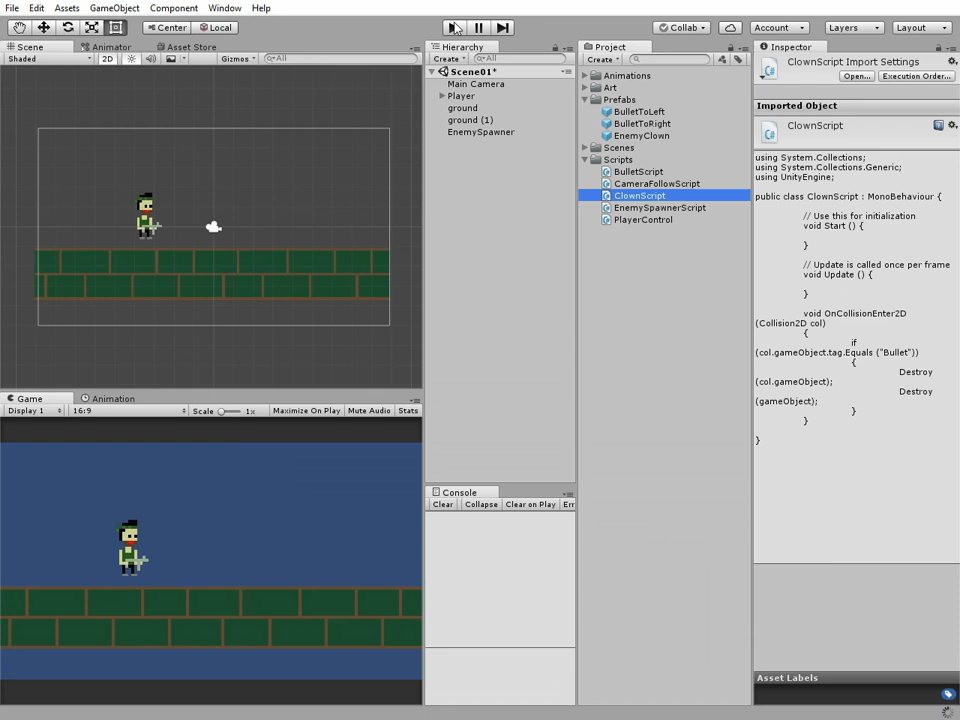 File Edit Assets GameObject Component Window Help
Center Local Collab Account Layers Layout
Scene Animator Asset Store
Shaded 2D Gizmos All
Game Animation
Display 1 16:9 Scale 1x Maximize On Play Mute Audio Stats
Hierarchy
Create All
Scene01*
Main Camera
Player
ground
ground (1)
EnemySpawner
Console
Clear Collapse Clear on Play Err
Project
Create
Animations
Art
Prefabs
BulletToLeft
BulletToRight
EnemyClown
Scenes
Scripts
BulletScript
CameraFollowScript
ClownScript
EnemySpawnerScript
PlayerControl
Inspector
ClownScript Import Settings
Open... Execution Order...
Imported Object
ClownScript
using System.Collections;
using System.Collections.Generic;
using UnityEngine;
public class ClownScript : MonoBehaviour {
// Use this for initialization
void Start () {
}
// Update is called once per frame
void Update () {
}
void OnCollisionEnter2D
(Collision2D col)
{
if
(col.gameObject.tag.Equals ("Bullet"))
{
Destroy
(col.gameObject);
Destroy
(gameObject);
}
}
}
Asset Labels